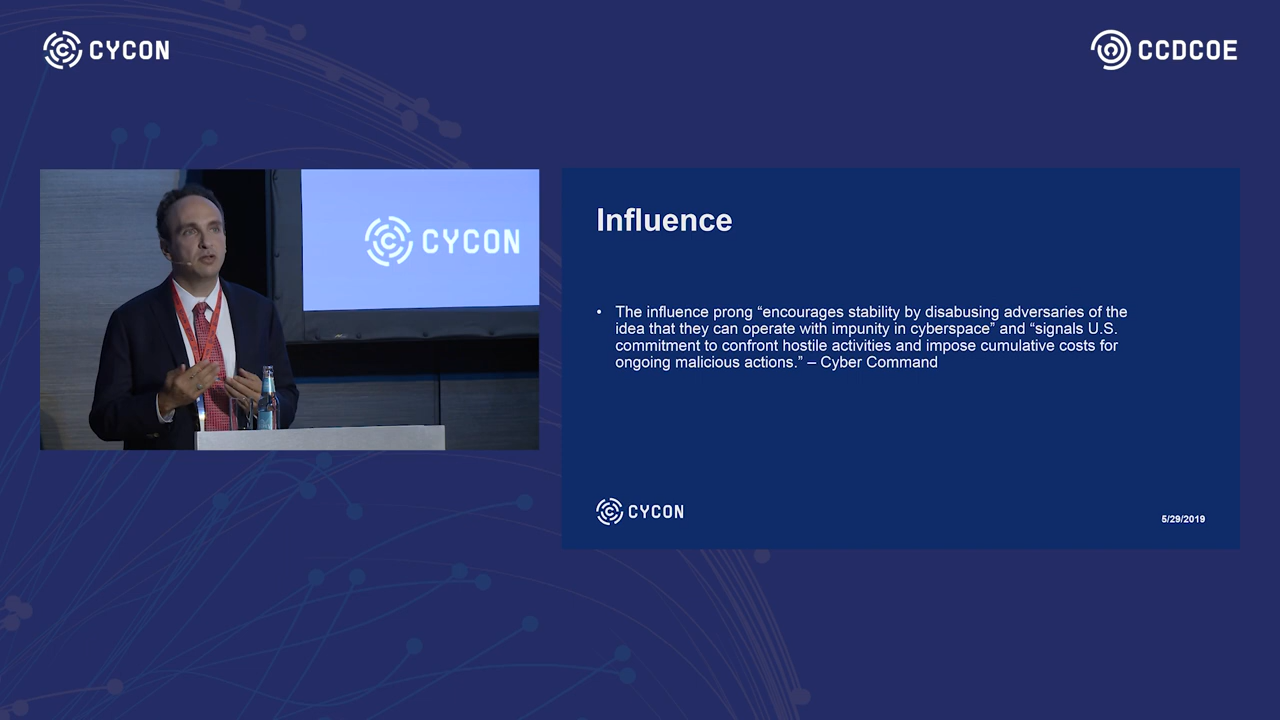 CYCON
CCDCOE
CYCON
Influence
• The influence prong “encourages stability by disabusing adversaries of the
idea that they can operate with impunity in cyberspace” and “signals U.S.
commitment to confront hostile activities and impose cumulative costs for
ongoing malicious actions.” – Cyber Command
CYCON
5/29/2019